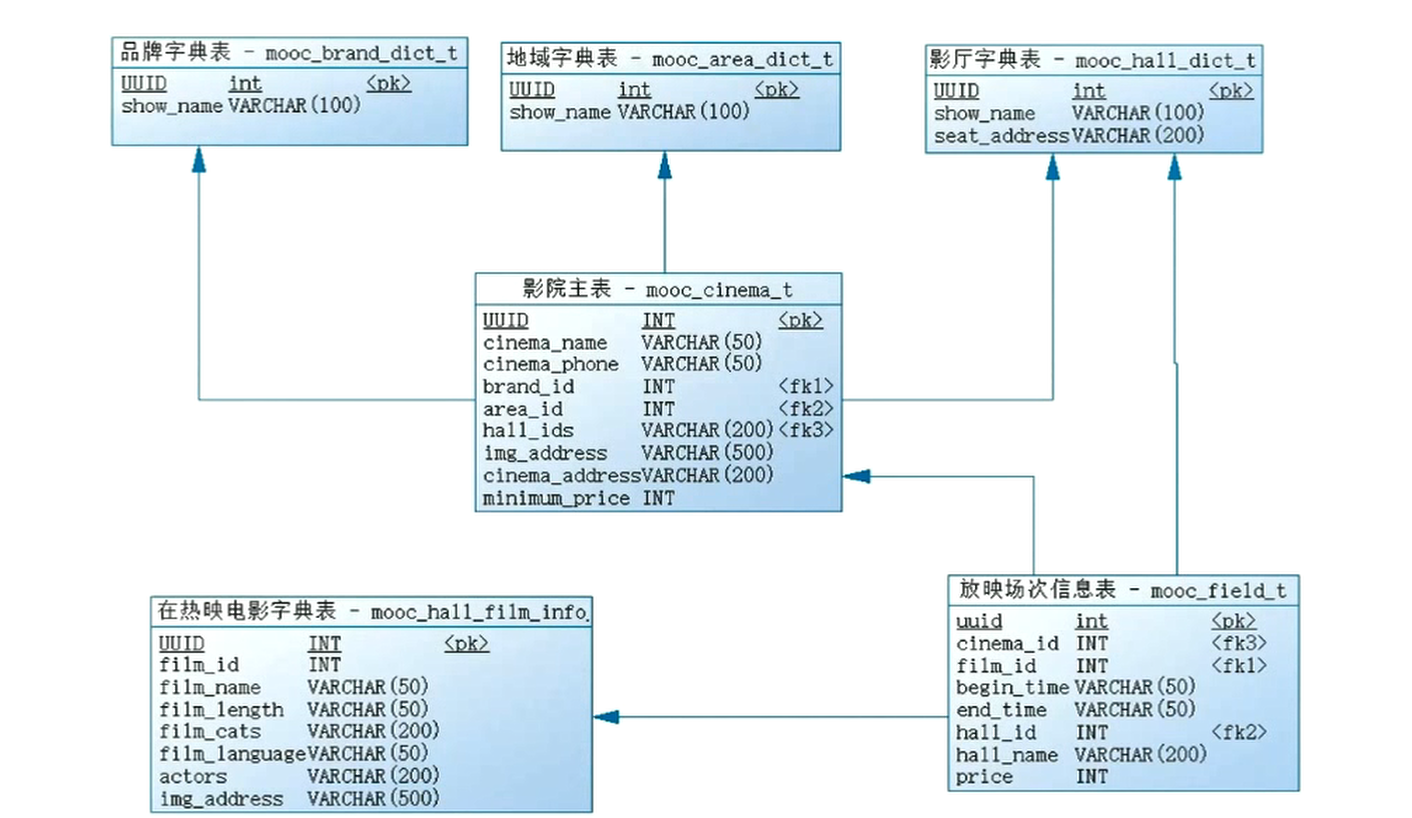 品牌字典表 - mooc_brand_dict_t
UUID int <pk>
show_name VARCHAR(100)
地域字典表 - mooc_area_dict_t
UUID int <pk>
show_name VARCHAR(100)
影厅字典表 - mooc_hall_dict_t
UUID int <pk>
show_name VARCHAR(100)
seat_address VARCHAR(200)
影院主表 - mooc_cinema_t
UUID INT <pk>
cinema_name VARCHAR(50)
cinema_phone VARCHAR(50)
brand_id INT <fk1>
area_id INT <fk2>
hall_ids VARCHAR(200) <fk3>
img_address VARCHAR(500)
cinema_address VARCHAR(200)
minimum_price INT
在热映电影字典表 - mooc_hall_film_info_
UUID INT <pk>
film_id INT
film_name VARCHAR(50)
film_length VARCHAR(50)
film_cats VARCHAR(200)
film_language VARCHAR(50)
actors VARCHAR(200)
img_address VARCHAR(500)
放映场次信息表 - mooc_field_t
uuid int <pk>
cinema_id INT <fk3>
film_id INT <fk1>
begin_time VARCHAR(50)
end_time VARCHAR(50)
hall_id INT <fk2>
hall_name VARCHAR(200)
price INT